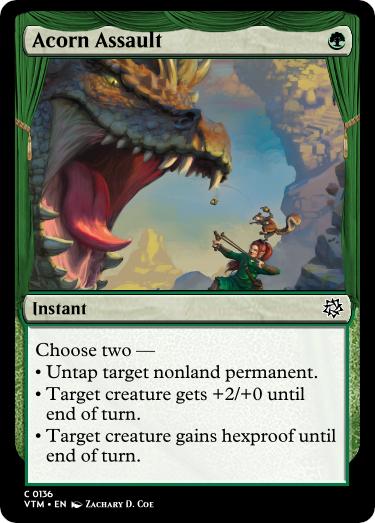 Acorn Assault
Instant
Choose two —
• Untap target nonland permanent.
• Target creature gets +2/+0 until
end of turn.
• Target creature gains hexproof until
end of turn.
C 0136
VTM • EN Zachary D. Coe